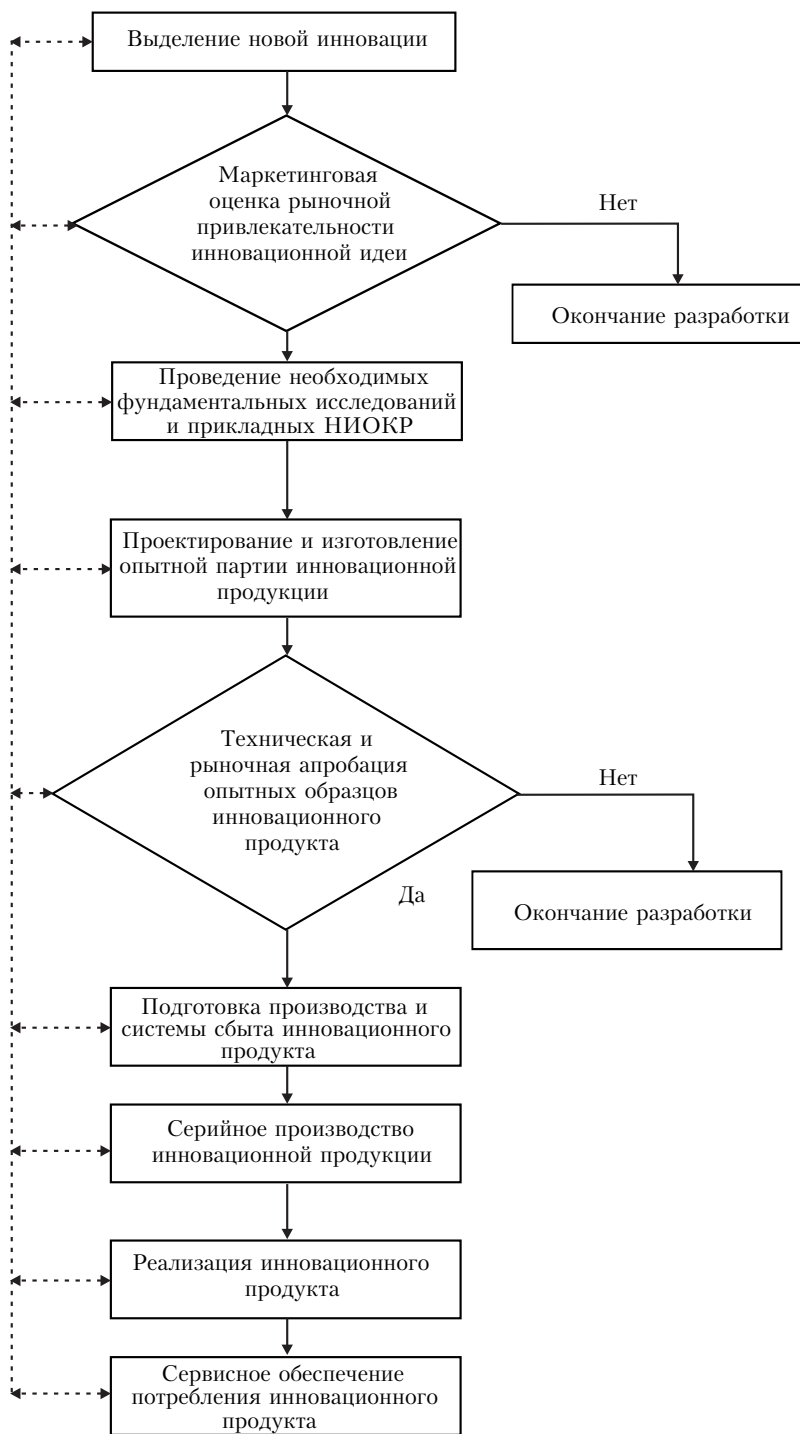 Выделение новой инновации
Маркетинговая
оценка рыночной
привлекательности
инновационной идеи
Нет
Окончание разработки
Проведение необходимых
фундаментальных исследований
и прикладных НИОКР
Проектирование и изготовление
опытной партии инновационной
продукции
Техническая и
рыночная апробация
опытных образцов
инновационного
продукта
Нет
Да
Окончание разработки
Подготовка производства и
системы сбыта инновационного
продукта
Серийное производство
инновационной продукции
Реализация инновационного
продукта
Сервисное обеспечение
потребления инновационного
продукта